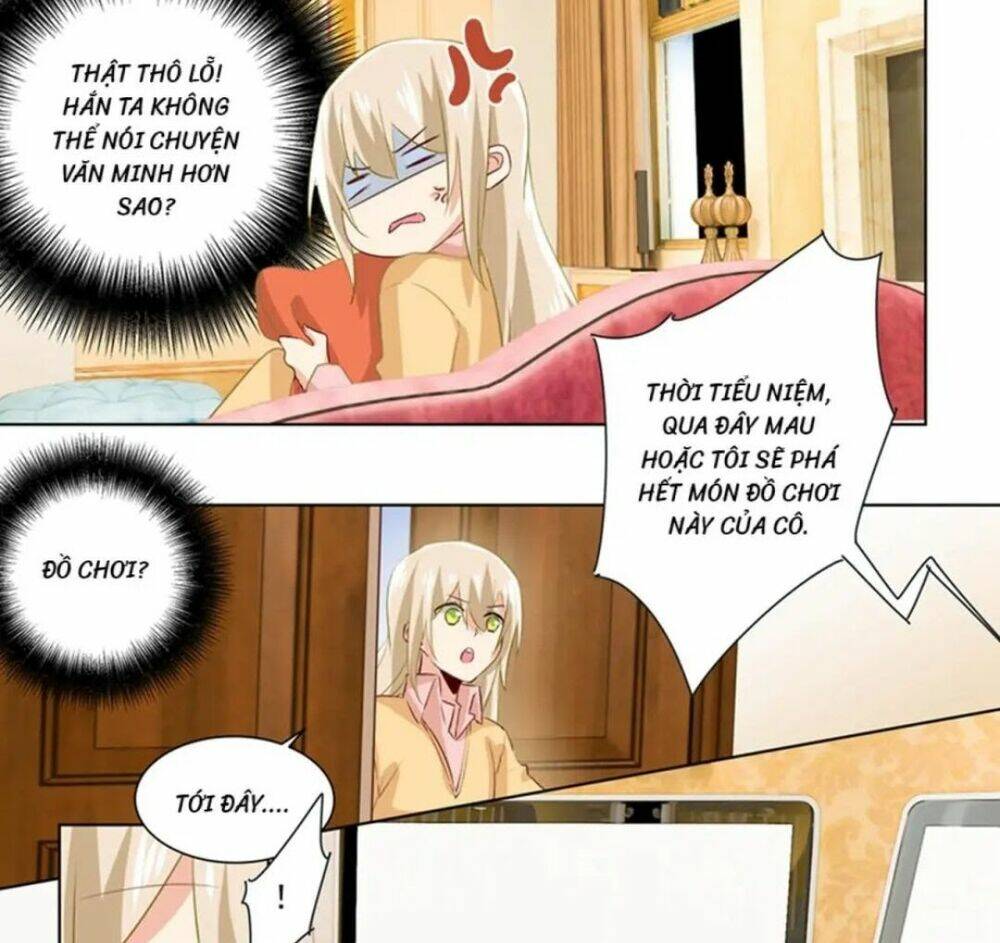 THẬT THÔ LỖ!
HẮN TA KHÔNG
THỂ NÓI CHUYỆN
VĂN MINH HƠN
SAO?
THỜI TIỂU NIỆM,
QUA ĐÂY MAU
HOẶC TÔI SẼ PHÁ
HẾT MÓN ĐỒ CHƠI
NÀY CỦA CÔ.
ĐỒ CHƠI?
TỚI ĐÂY....
!